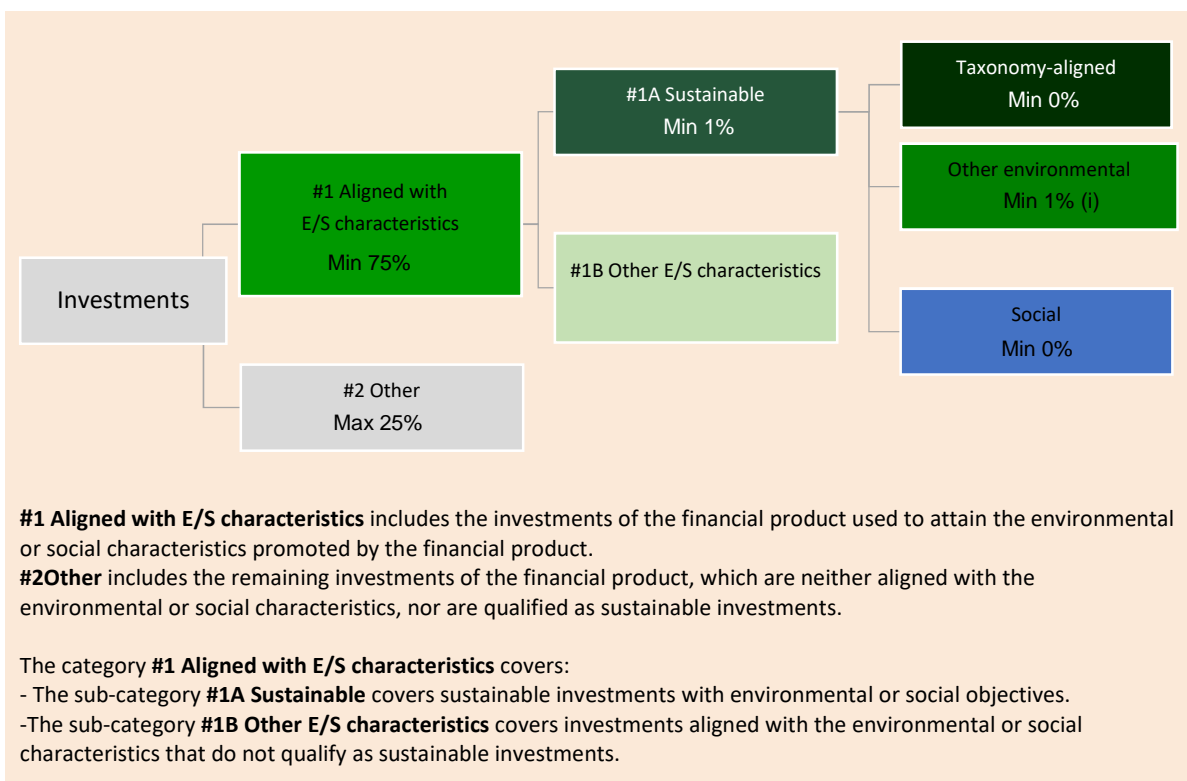 Investments
#1 Aligned with
E/S characteristics
Min 75%
#2 Other
Max 25%
#1A Sustainable
Min 1%
#1B Other E/S characteristics
Taxonomy-aligned
Min 0%
Other environmental
Min 1% (i)
Social
Min 0%
#1 Aligned with E/S characteristics includes the investments of the financial product used to attain the environmental
or social characteristics promoted by the financial product.
#2Other includes the remaining investments of the financial product, which are neither aligned with the
environmental or social characteristics, nor are qualified as sustainable investments.
The category #1 Aligned with E/S characteristics covers:
- The sub-category #1A Sustainable covers sustainable investments with environmental or social objectives.
-The sub-category #1B Other E/S characteristics covers investments aligned with the environmental or social
characteristics that do not qualify as sustainable investments.